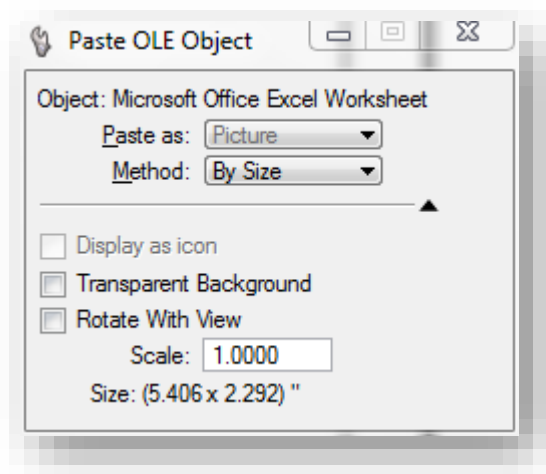 Paste OLE Object
Object: Microsoft Office Excel Worksheet
Paste as: Picture
Method: By Size
Display as icon
Transparent Background
Rotate With View
Scale: 1.0000
Size: (5.406 x 2.292) "